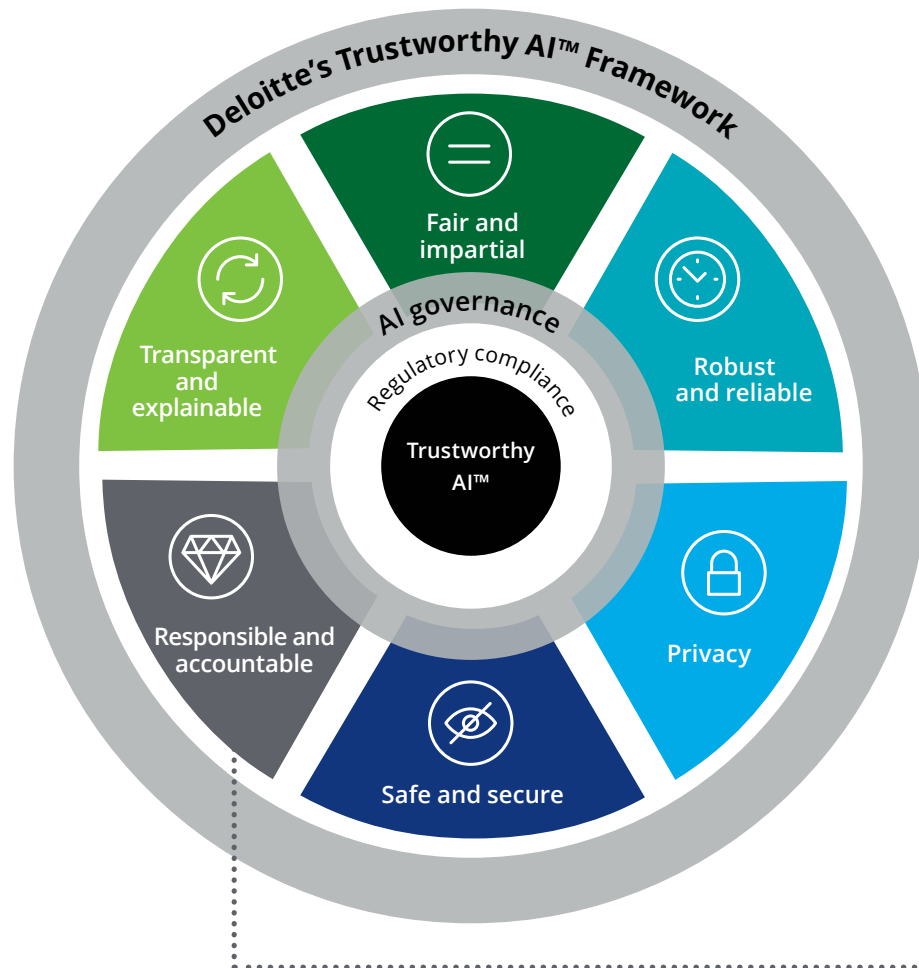 Deloitte’s Trustworthy AI™ Framework
Fair and
impartial
Robust
and reliable
Privacy
Safe and secure
Responsible and
accountable
Transparent
and
explainable
AI governance
Regulatory compliance
Trustworthy
AI™